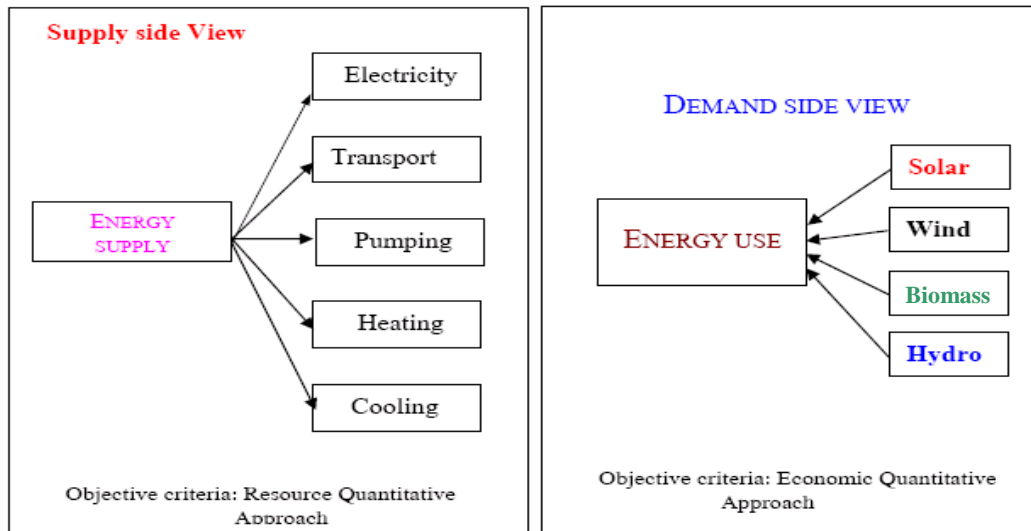 Supply side View
Electricity
Transport
Pumping
Heating
Cooling
ENERGY
SUPPLY
Objective criteria: Resource Quantitative
Approach
DEMAND SIDE VIEW
Solar
Wind
Biomass
Hydro
ENERGY USE
Objective criteria: Economic Quantitative
Approach